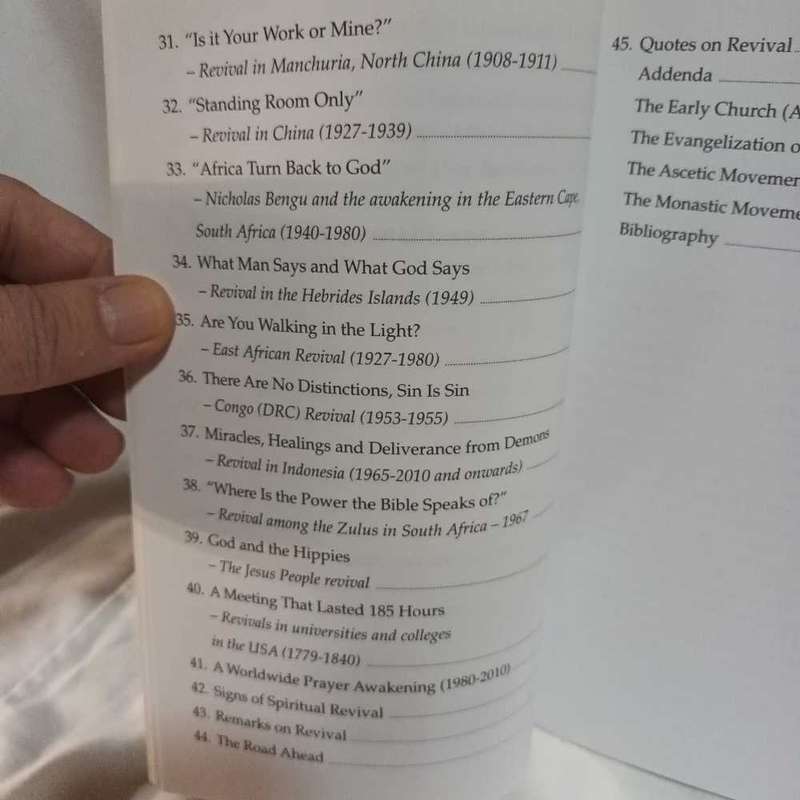 31. “Is it Your Work or Mine?”
– Revival in Manchuria, North China (1908-1911)
32. “Standing Room Only”
– Revival in China (1927-1939)
33. “Africa Turn Back to God”
– Nicholas Bengu and the awakening in the Eastern Cape,
South Africa (1940-1980)
34. What Man Says and What God Says
– Revival in the Hebrides Islands (1949)
35. Are You Walking in the Light?
– East African Revival (1927-1980)
36. There Are No Distinctions, Sin Is Sin
– Congo (DRC) Revival (1953-1955)
37. Miracles, Healings and Deliverance from Demons
– Revival in Indonesia (1965-2010 and onwards)
38. “Where Is the Power the Bible Speaks of?”
– Revival among the Zulus in South Africa – 1967
39. God and the Hippies
– The Jesus People revival
40. A Meeting That Lasted 185 Hours
– Revivals in universities and colleges
in the USA (1779-1840)
41. A Worldwide Prayer Awakening (1980-2010)
42. Signs of Spiritual Revival
43. Remarks on Revival
44. The Road Ahead
45. Quotes on Revival
Addenda
The Early Church (A
The Evangelization o
The Ascetic Movemen
The Monastic Moveme
Bibliography